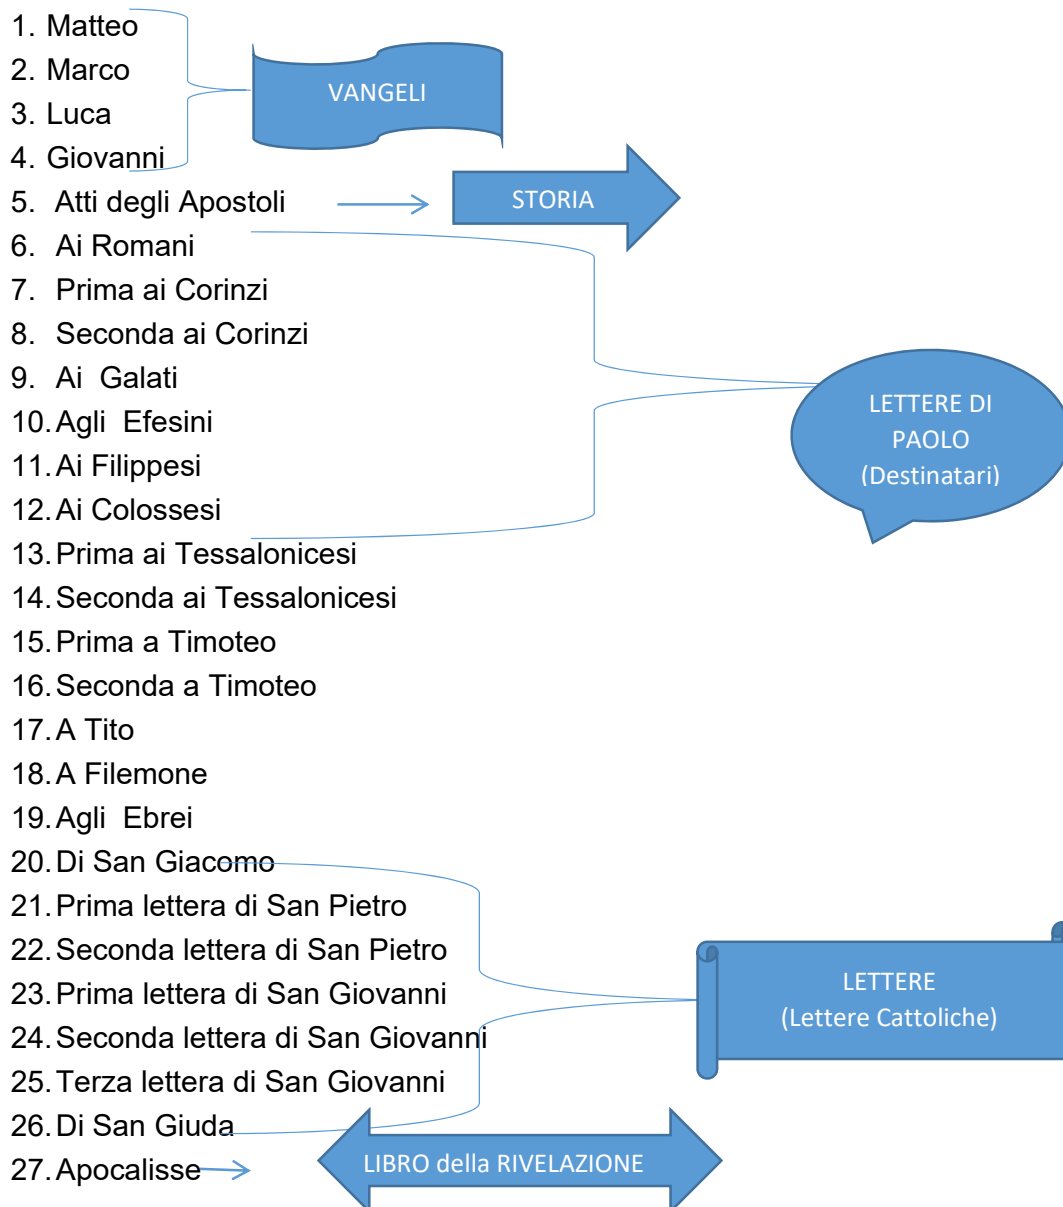 1. Matteo
2. Marco
3. Luca
4. Giovanni
VANGELI
5. Atti degli Apostoli
STORIA
6. Ai Romani
7. Prima ai Corinzi
8. Seconda ai Corinzi
9. Ai Galati
10. Agli Efesini
11. Ai Filippesi
12. Ai Colossesi
LETTERE DI
PAOLO
(Destinatari)
13. Prima ai Tessalonicesi
14. Seconda ai Tessalonicesi
15. Prima a Timoteo
16. Seconda a Timoteo
17. A Tito
18. A Filemone
19. Agli Ebrei
20. Di San Giacomo
21. Prima lettera di San Pietro
22. Seconda lettera di San Pietro
23. Prima lettera di San Giovanni
24. Seconda lettera di San Giovanni
25. Terza lettera di San Giovanni
26. Di San Giuda
LETTERE
(Lettere Cattoliche)
27. Apocalisse
LIBRO della RIVELAZIONE